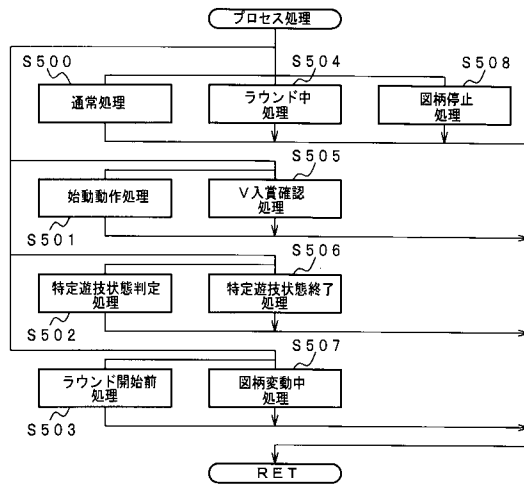 プロセス処理
S500
S504
S508
通常処理
ラウンド中
処理
図柄停止
処理
S505
始動動作処理
V入賞確認
処理
S501
S506
特定遊技状態判定
処理
特定遊技状態終了
処理
S502
S507
ラウンド開始前
処理
図柄変動中
処理
S503
RET